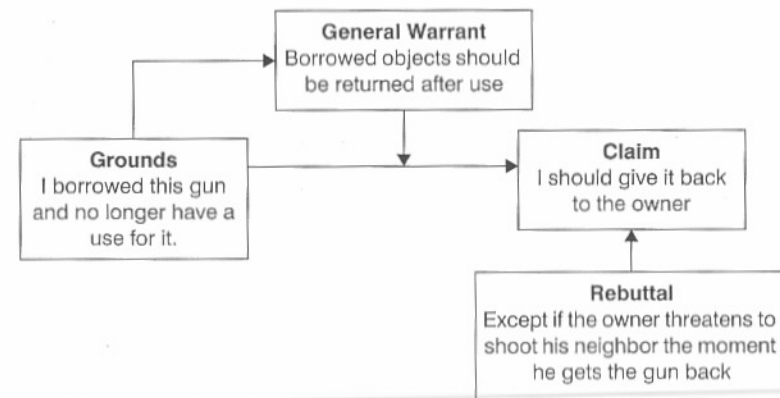 General Warrant
Borrowed objects should
be returned after use
Grounds
I borrowed this gun
and no longer have a
use for it.
Claim
I should give it back
to the owner
Rebuttal
Except if the owner threatens to
shoot his neighbor the moment
he gets the gun back